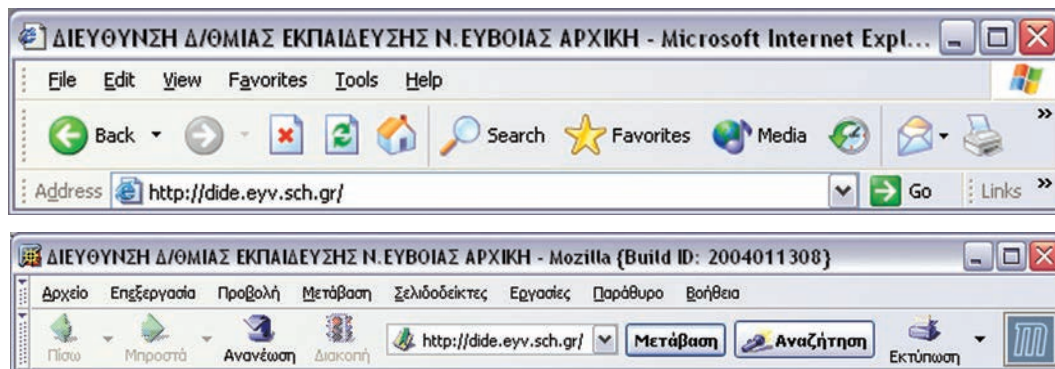 ΔΙΕΥΘΥΝΣΗ Δ/ΘΜΙΑΣ ΕΚΠΑΙΔΕΥΣΗΣ Ν.ΕΥΒΟΙΑΣ ΑΡΧΙΚΗ - Microsoft Internet Expl...
File Edit View Favorites Tools Help
Back Search Favorites Media »
Address http://dide.eyv.sch.gr/ Go Links »
ΔΙΕΥΘΥΝΣΗ Δ/ΘΜΙΑΣ ΕΚΠΑΙΔΕΥΣΗΣ Ν.ΕΥΒΟΙΑΣ ΑΡΧΙΚΗ - Mozilla {Build ID: 2004011308}
Αρχείο Επεξεργασία Προβολή Μετάβαση Σελιδοδείκτες Εργασίες Παράθυρο Βοήθεια
Πίσω Μπροστά Ανανέωση Διακοπή http://dide.eyv.sch.gr/ Μετάβαση Αναζήτηση Εκτύπωση